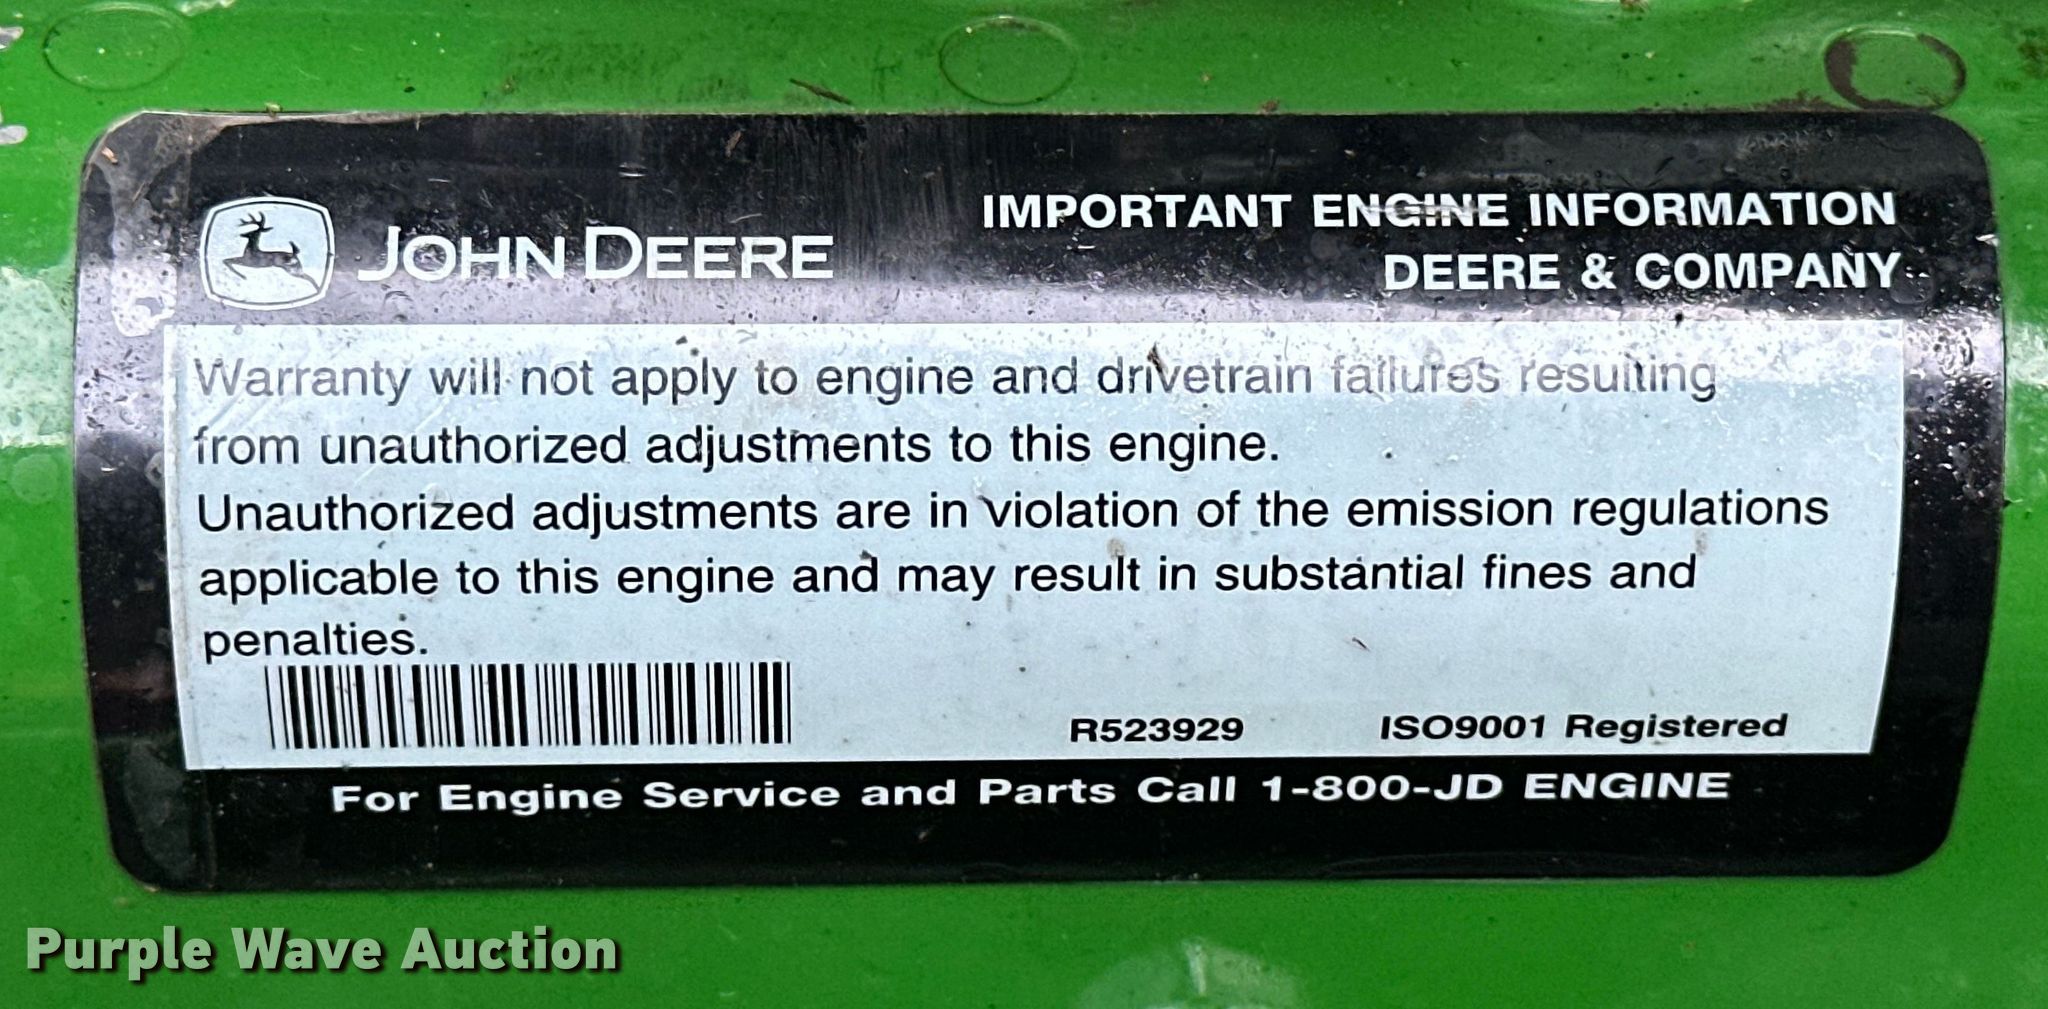 JOHN DEERE
IMPORTANT ENGINE INFORMATION
DEERE & COMPANY
Warranty will not apply to engine and drivetrain failures resulting
from unauthorized adjustments to this engine.
Unauthorized adjustments are in violation of the emission regulations
applicable to this engine and may result in substantial fines and
penalties.
R523929 ISO9001 Registered
For Engine Service and Parts Call 1-800-JD ENGINE
Purple Wave Auction